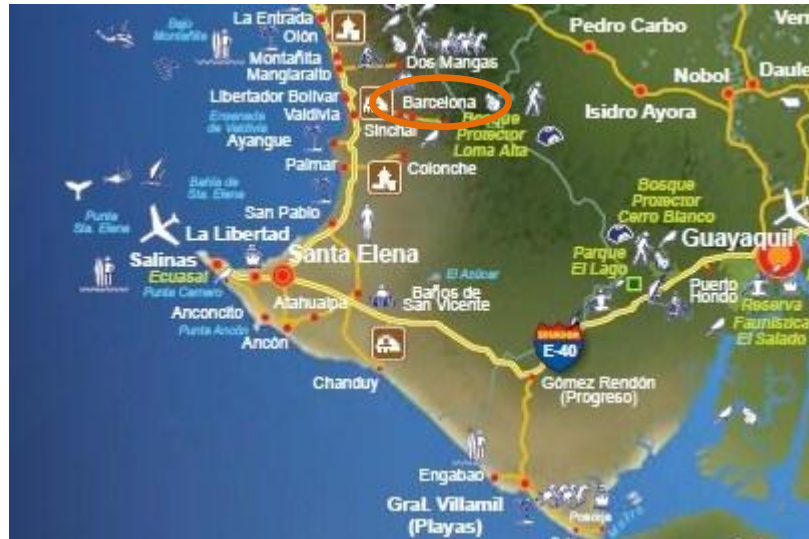 La Entrada
Bajo
Montañita
Olón
Pedro Carbo
Ver
Montañita
Dos Mangas
Manglaralto
Nobol
Daule
Libertador Bolívar
Barcelona
Isidro Ayora
Ensenada
de Valdivia
Valdivia
Sinchal
Bosque
Protector
Loma Alta
Ayangue
Palmar
Colonche
Bahía de
Sta. Elena
Bosque
Protector
Cerro Blanco
Punta
Sta. Elena
San Pablo
La Libertad
Guayaquil
Salinas
Santa Elena
Parque
El Lago
Ecuasal
El Azúcar
Puerto
Hondo
Punta Carnero
Atahualpa
Baños de
San Vicente
Reserva
Faunística
El Salado
Anconcito
Punta Ancón
Ancón
ECUADOR
E-40
Chanduy
Gómez Rendón
(Progreso)
Engabao
Gral. Villamil
(Playas)
Posorja